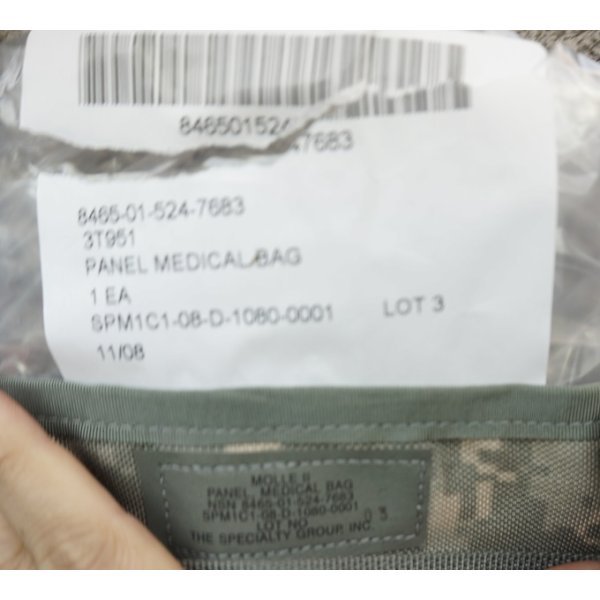 8465015247683
8465-01-524-7683
3T951
PANEL MEDICAL BAG
1 EA
SPM1C1-08-D-1080-0001 LOT 3
11/08
MOLLE II
PANEL, MEDICAL BAG
NSN 8465-01-524-7683
SPM1C1-08-D-1080-0001
LOT NO. 03
THE SPECIALTY GROUP, INC.